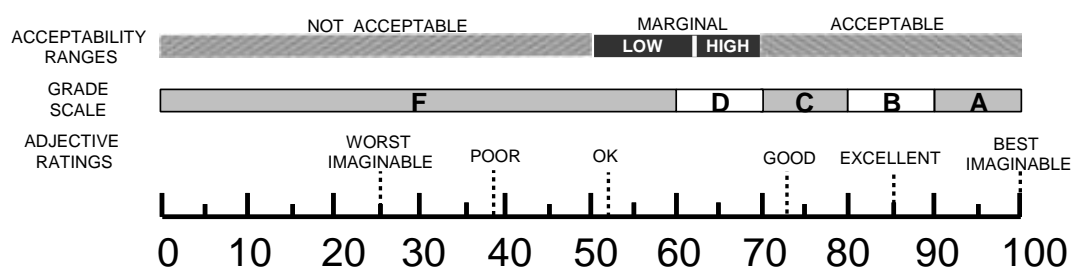 NOT ACCEPTABLE MARGINAL ACCEPTABLE
ACCEPTABILITY
RANGES
LOW HIGH
GRADE
SCALE
F D C B A
ADJECTIVE
RATINGS
WORST
IMAGINABLE
POOR
OK
GOOD
EXCELLENT
BEST
IMAGINABLE
0 10 20 30 40 50 60 70 80 90 100